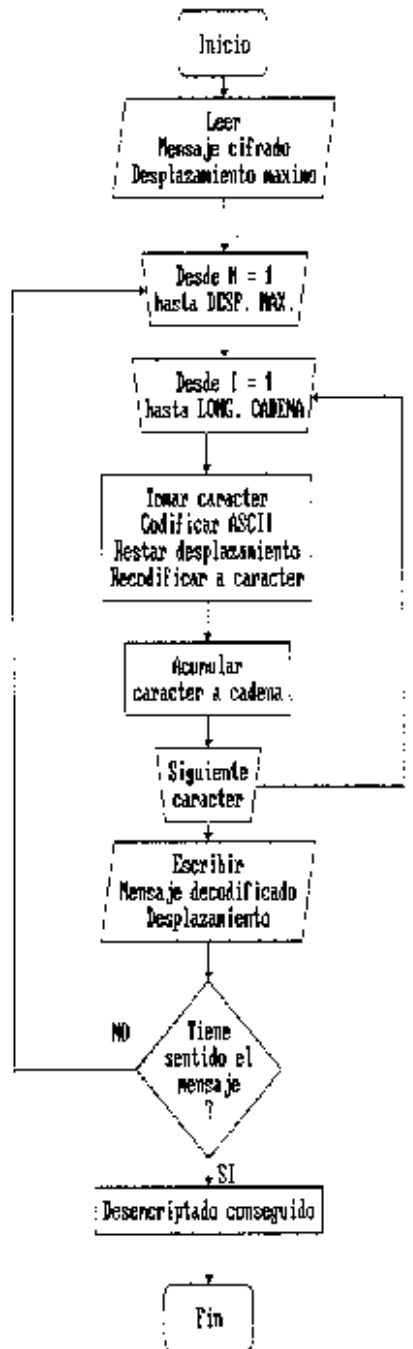 Inicio
Leer
Mensaje cifrado
Desplazamiento maximo
Desde N = 1
hasta DESP. MAX.
Desde I = 1
hasta LONG. CADENA
Tomar caracter
Codificar ASCII
Restar desplazamiento
Recodificar a caracter
Acumular
caracter a cadena
Siguiente
caracter
Escribir
Mensaje decodificado
Desplazamiento
NO
Tiene
sentido el
mensaje
?
SI
Desencriptado conseguido
Fin